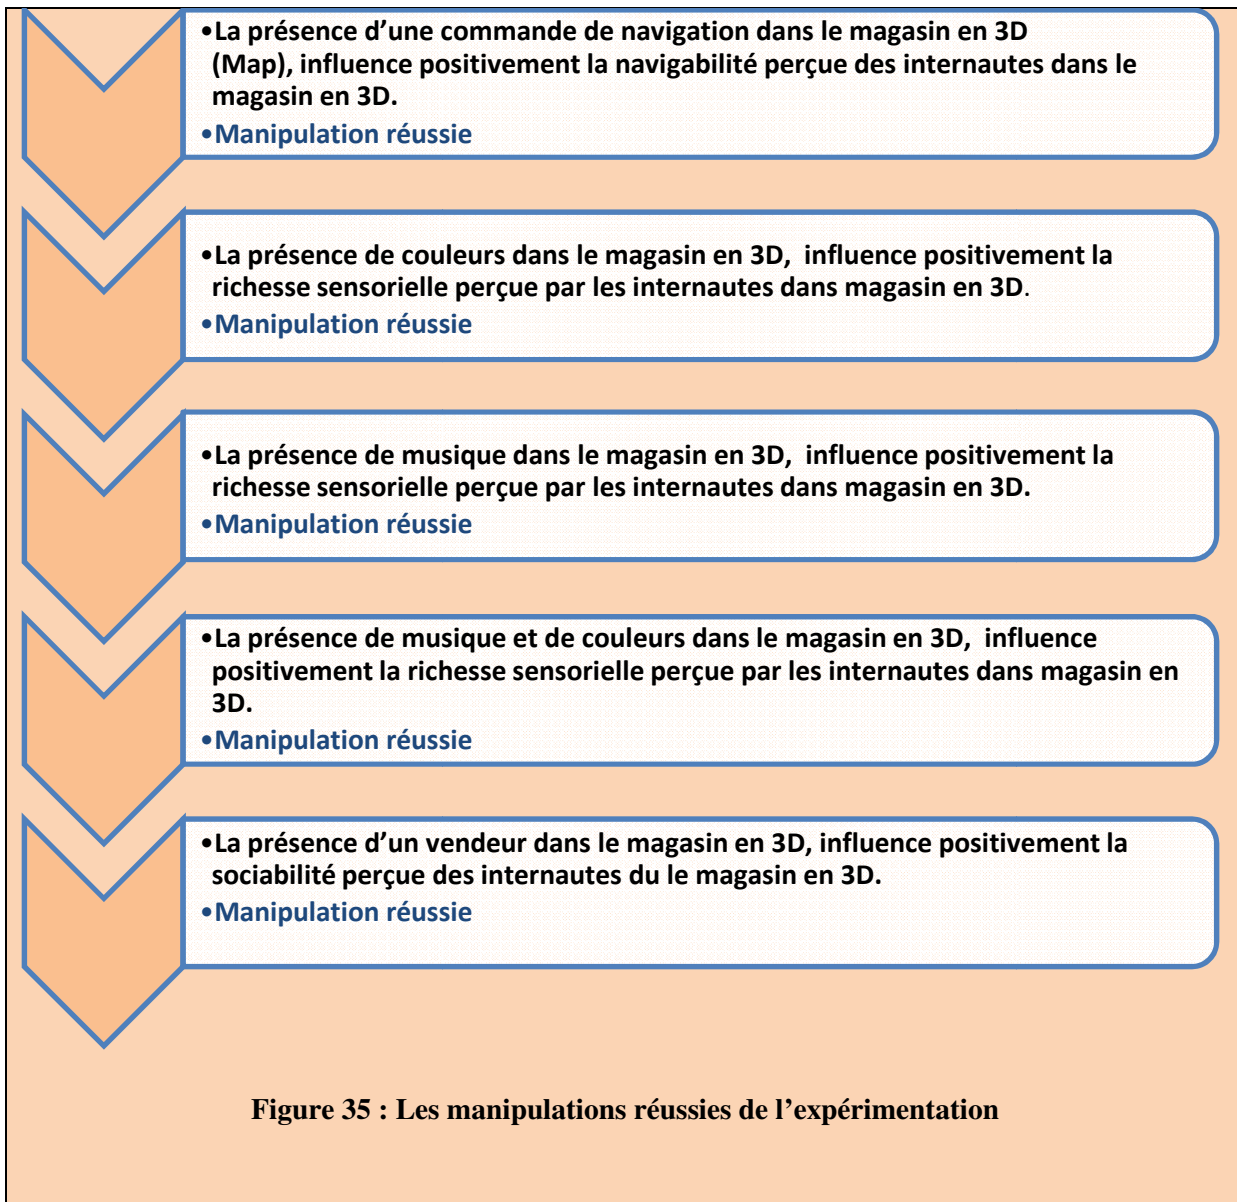 •La présence d’une commande de navigation dans le magasin en 3D
(Map), influence positivement la navigabilité perçue des internautes dans le
magasin en 3D.
•Manipulation réussie
•La présence de couleurs dans le magasin en 3D,  influence positivement la
richesse sensorielle perçue par les internautes dans magasin en 3D.
•Manipulation réussie
•La présence de musique dans le magasin en 3D,  influence positivement la
richesse sensorielle perçue par les internautes dans magasin en 3D.
•Manipulation réussie
•La présence de musique et de couleurs dans le magasin en 3D,  influence
positivement la richesse sensorielle perçue par les internautes dans magasin en
3D.
•Manipulation réussie
•La présence d’un vendeur dans le magasin en 3D, influence positivement la
sociabilité perçue des internautes du le magasin en 3D.
•Manipulation réussie
Figure 35 : Les manipulations réussies de l’expérimentation